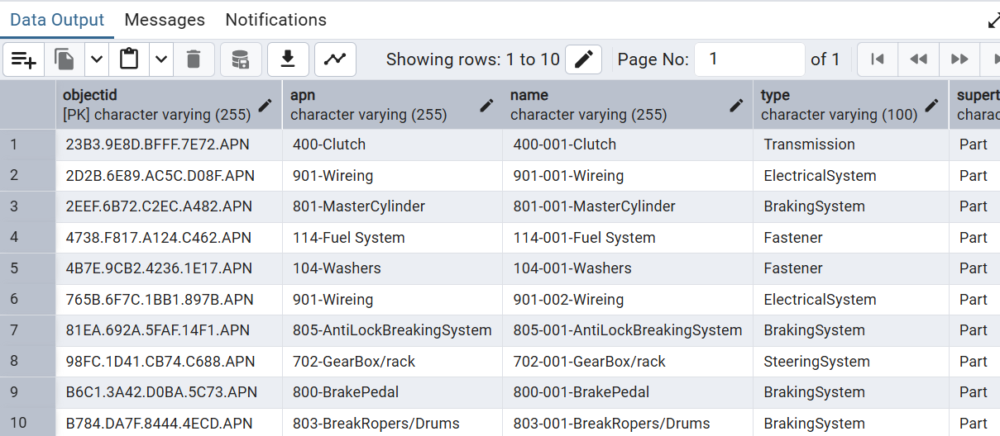 Data Output Messages Notifications
Showing rows: 1 to 10 Page No: 1 of 1
objectid apn name type supert
[PK] character varying (255) character varying (255) character varying (255) character varying (100) charac
1 23B3.9E8D.BFFF.7E72.APN 400-Clutch 400-001-Clutch Transmission Part
2 2D2B.6E89.AC5C.D08F.APN 901-Wireing 901-001-Wireing ElectricalSystem Part
3 2EEF.6B72.C2EC.A482.APN 801-MasterCylinder 801-001-MasterCylinder BrakingSystem Part
4 4738.F817.A124.C462.APN 114-Fuel System 114-001-Fuel System Fastener Part
5 4B7E.9CB2.4236.1E17.APN 104-Washers 104-001-Washers Fastener Part
6 765B.6F7C.1BB1.897B.APN 901-Wireing 901-002-Wireing ElectricalSystem Part
7 81EA.692A.5FAF.14F1.APN 805-AntiLockBreakingSystem 805-001-AntiLockBreakingSystem BrakingSystem Part
8 98FC.1D41.CB74.C688.APN 702-GearBox/rack 702-001-GearBox/rack SteeringSystem Part
9 B6C1.3A42.D0BA.5C73.APN 800-BrakePedal 800-001-BrakePedal BrakingSystem Part
10 B784.DA7F.8444.4ECD.APN 803-BreakRopers/Drums 803-001-BreakRopers/Drums BrakingSystem Part